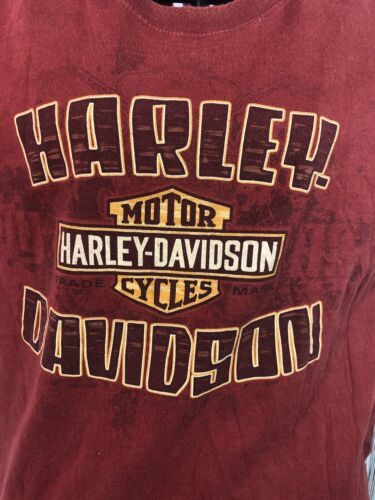 HARLEY
MOTOR
HARLEY-DAVIDSON
TRADE MARK
CYCLES
DAVIDSON